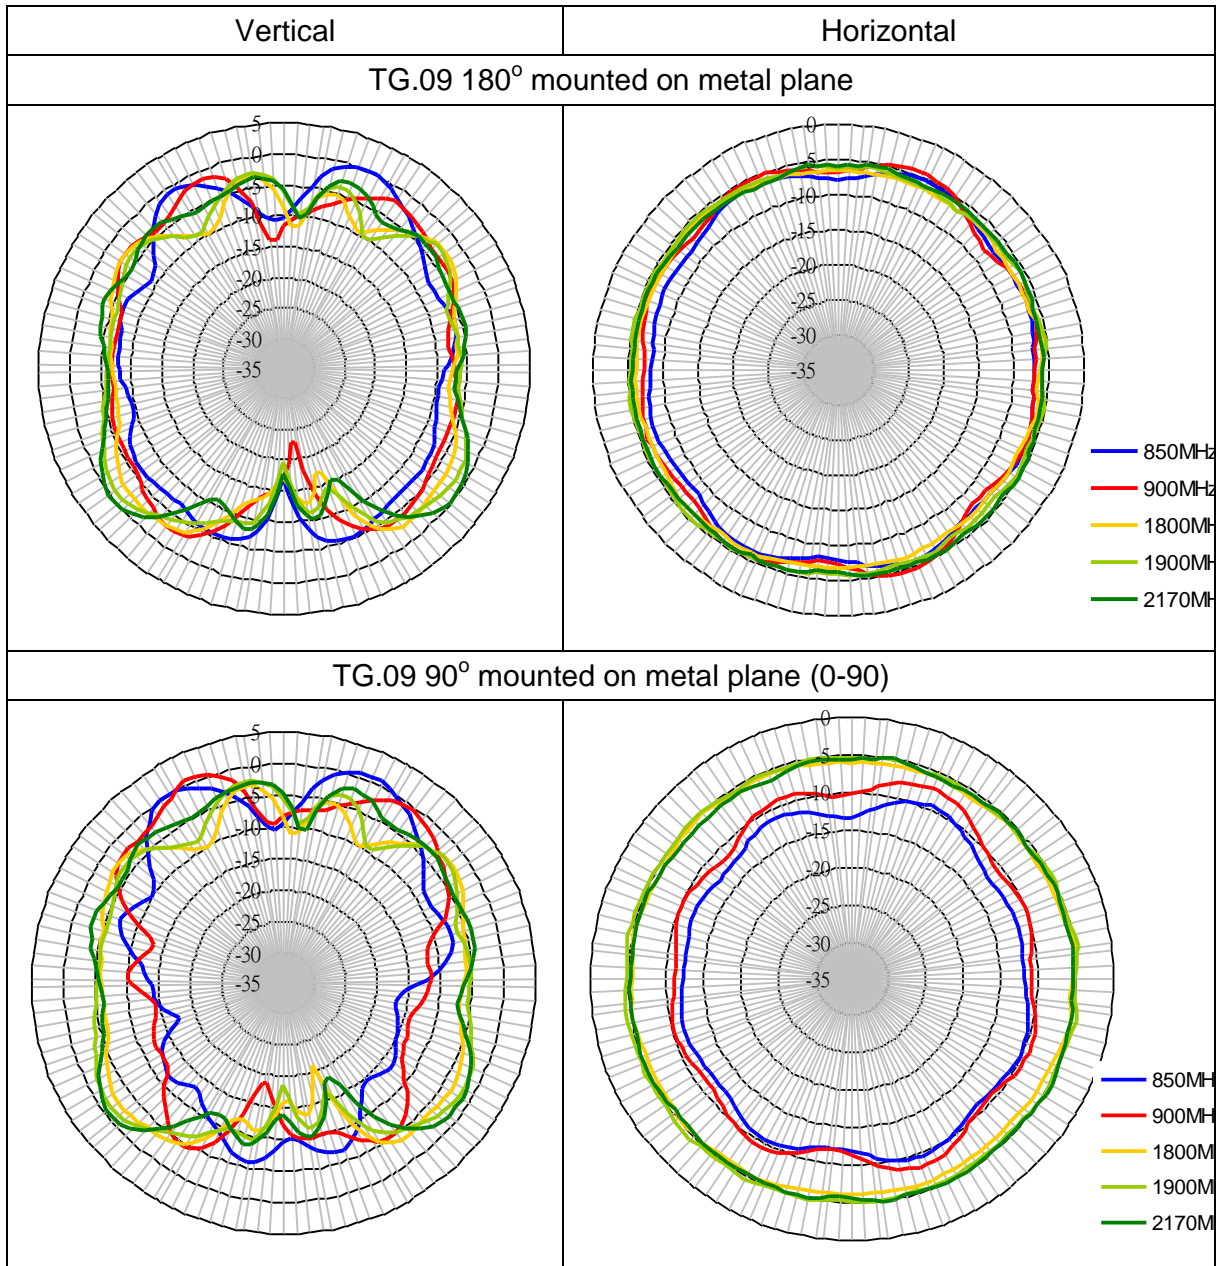 Vertical
Horizontal
TG.09 180° mounted on metal plane
5
0
-5
-10
-15
-20
-25
-30
-35
0
-5
-10
-15
-20
-25
-30
-35
850MHz
900MHz
1800MH
1900MH
2170MH
TG.09 90° mounted on metal plane (0-90)
5
0
-5
-10
-15
-20
-25
-30
-35
0
-5
-10
-15
-20
-25
-30
-35
850MH
900MH
1800M
1900M
2170M